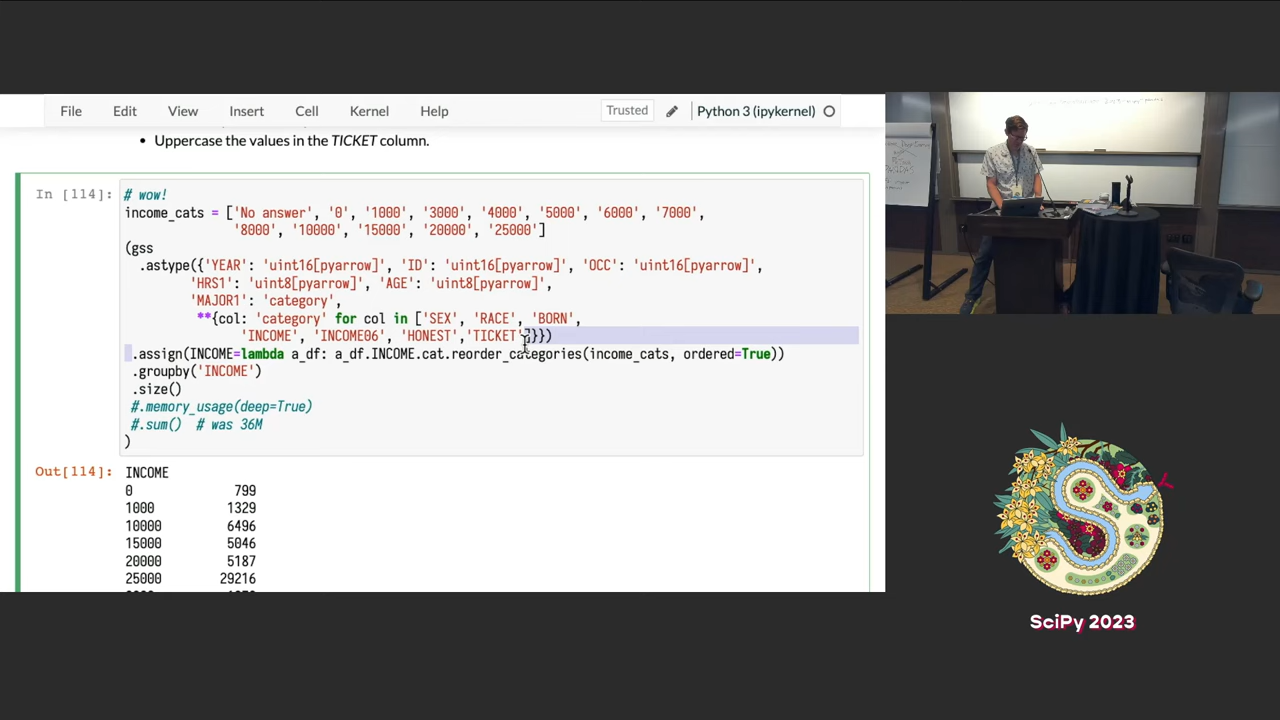 File Edit View Insert Cell Kernel Help Trusted Python 3 (ipykernel)
• Uppercase the values in the TICKET column.
In [114]: # wow!
income_cats = ['No answer', '0', '1000', '3000', '4000', '5000', '6000', '7000',
'8000', '10000', '15000', '20000', '25000']
(gss
.astype({'YEAR': 'uint16[pyarrow]', 'ID': 'uint16[pyarrow]', 'OCC': 'uint16[pyarrow]',
'HRS1': 'uint8[pyarrow]', 'AGE': 'uint8[pyarrow]',
'MAJOR1': 'category',
**{col: 'category' for col in ['SEX', 'RACE', 'BORN',
'INCOME', 'INCOME06', 'HONEST','TICKET']}})
.assign(INCOME=lambda a_df: a_df.INCOME.cat.reorder_categories(income_cats, ordered=True))
.groupby('INCOME')
.size()
#.memory_usage(deep=True)
#.sum() # was 36M
)
Out[114]: INCOME
0 799
1000 1329
10000 6496
15000 5046
20000 5187
25000 29216
SciPy 2023